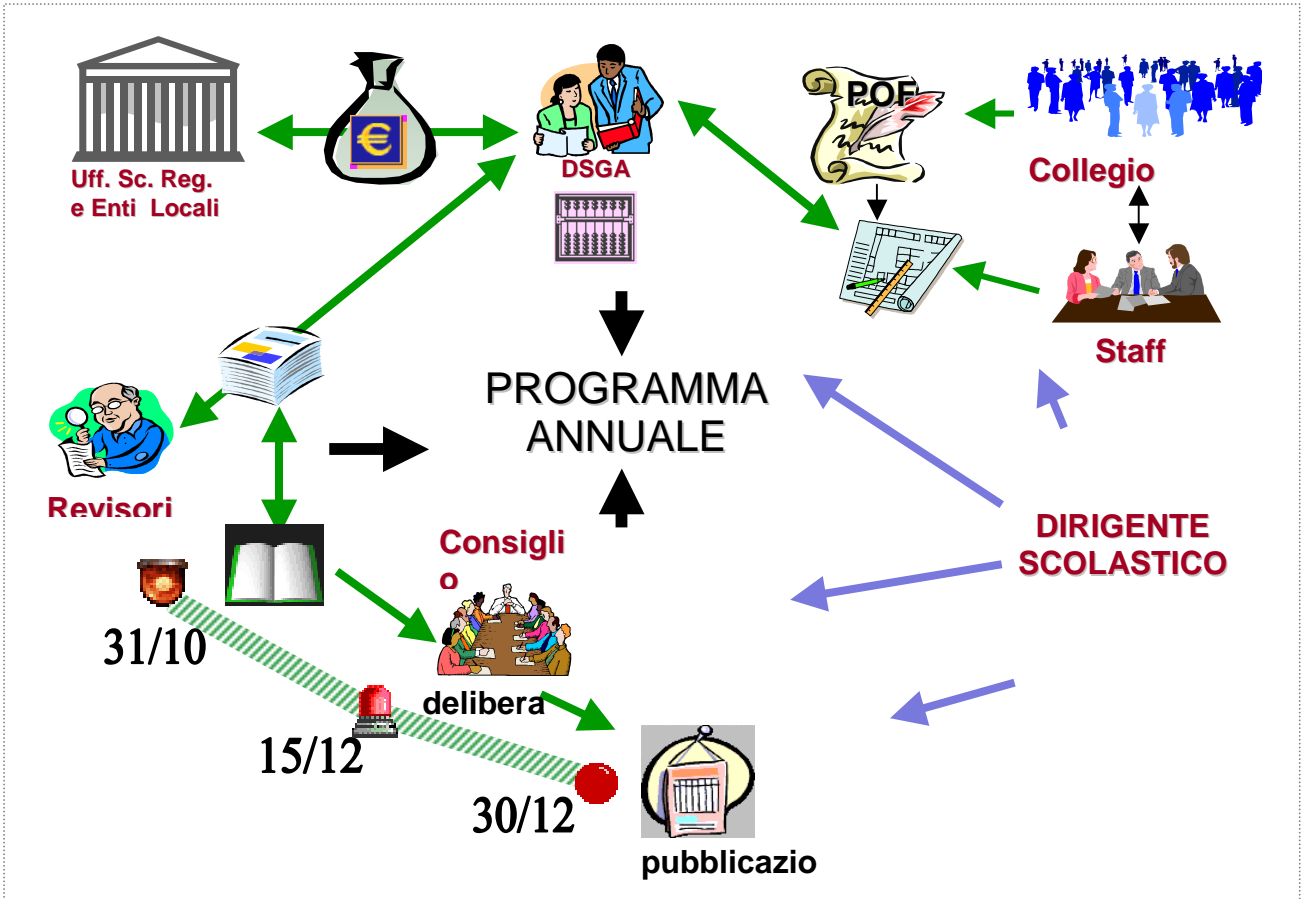 POF
Uff. Sc. Reg.
e Enti Locali
DSGA
Collegio
Staff
PROGRAMMA
ANNUALE
Revisori
DIRIGENTE
SCOLASTICO
Consigli
o
31/10
delibera
15/12
30/12
pubblicazio